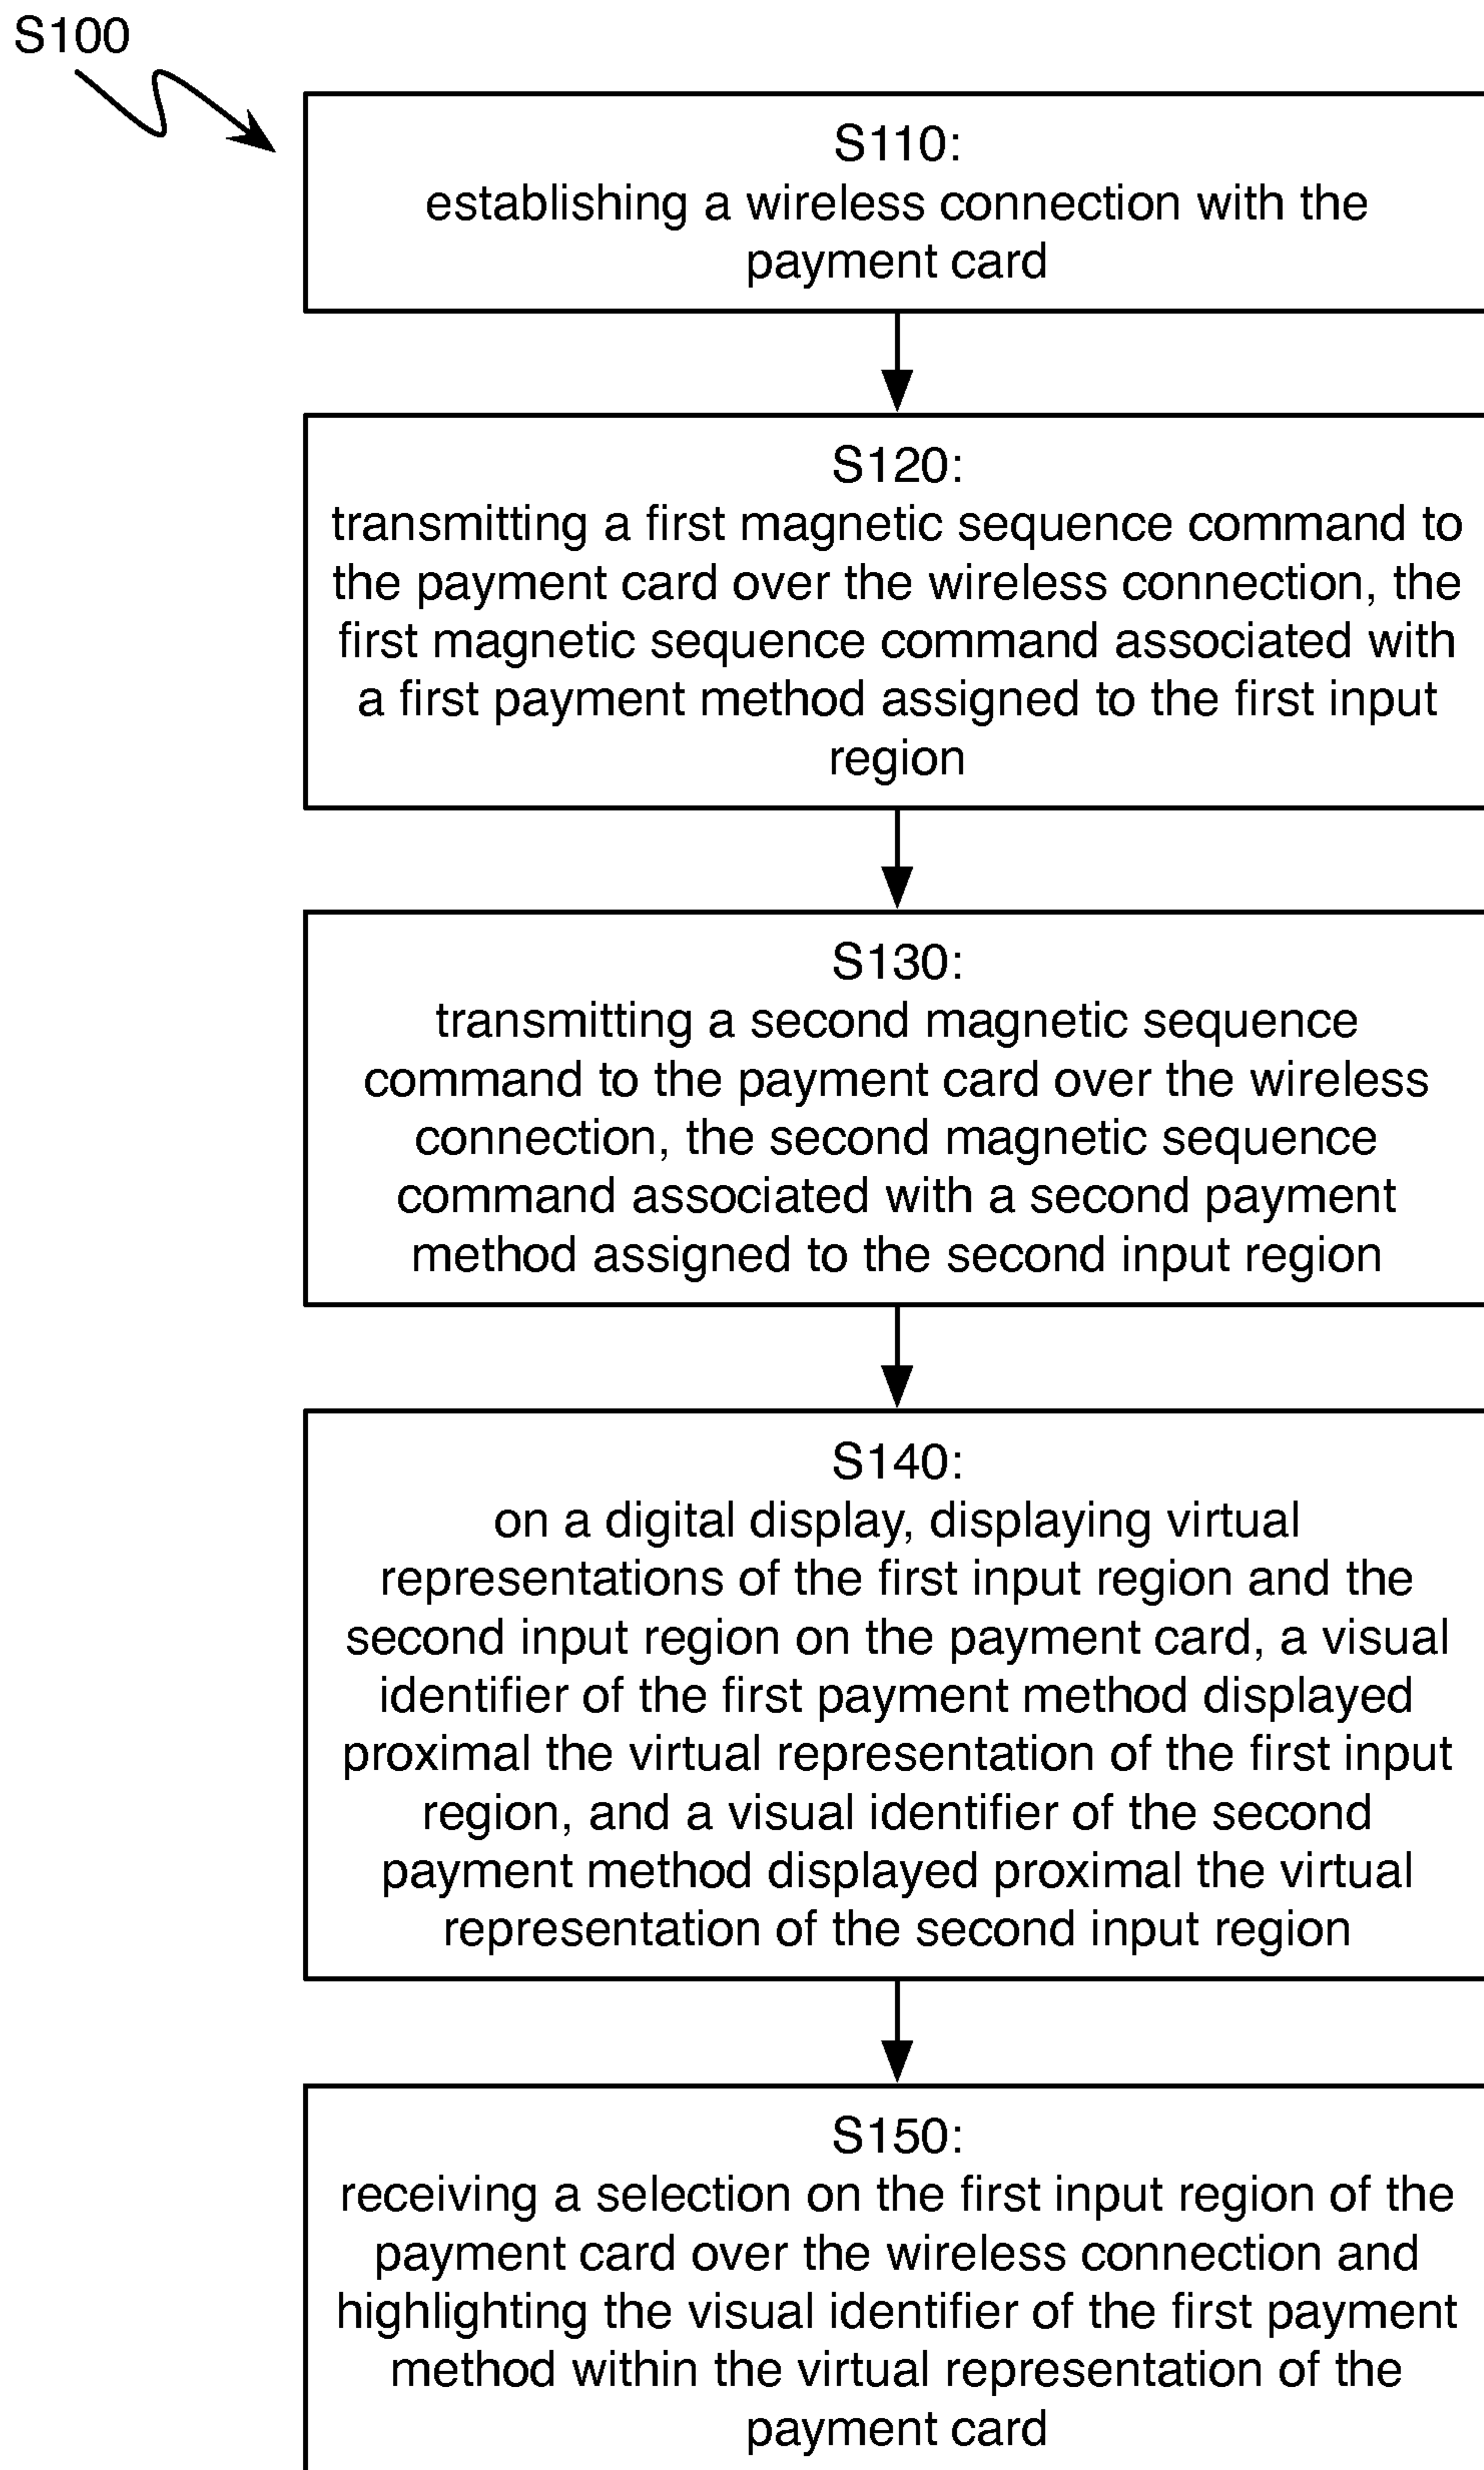 S100
S110:
establishing a wireless connection with the
payment card
S120:
transmitting a first magnetic sequence command to
the payment card over the wireless connection, the
first magnetic sequence command associated with
a first payment method assigned to the first input
region
S130:
transmitting a second magnetic sequence
command to the payment card over the wireless
connection, the second magnetic sequence
command associated with a second payment
method assigned to the second input region
S140:
on a digital display, displaying virtual
representations of the first input region and the
second input region on the payment card, a visual
identifier of the first payment method displayed
proximal the virtual representation of the first input
region, and a visual identifier of the second
payment method displayed proximal the virtual
representation of the second input region
S150:
receiving a selection on the first input region of the
payment card over the wireless connection and
highlighting the visual identifier of the first payment
method within the virtual representation of the
payment card